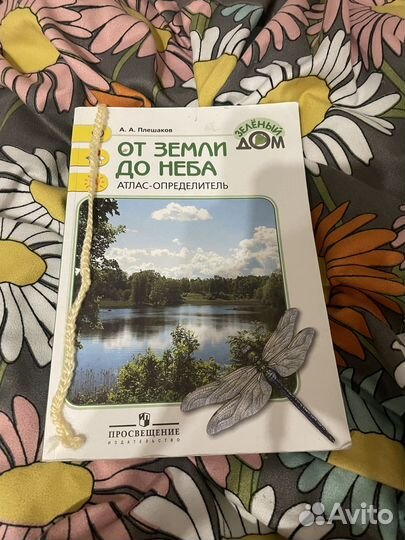 А. А. Плешаков
ЗЕЛЁНЫЙ
ДОМ
ОТ ЗЕМЛИ
ДО НЕБА
АТЛАС-ОПРЕДЕЛИТЕЛЬ
ПРОСВЕЩЕНИЕ
ИЗДАТЕЛЬСТВО
Avito